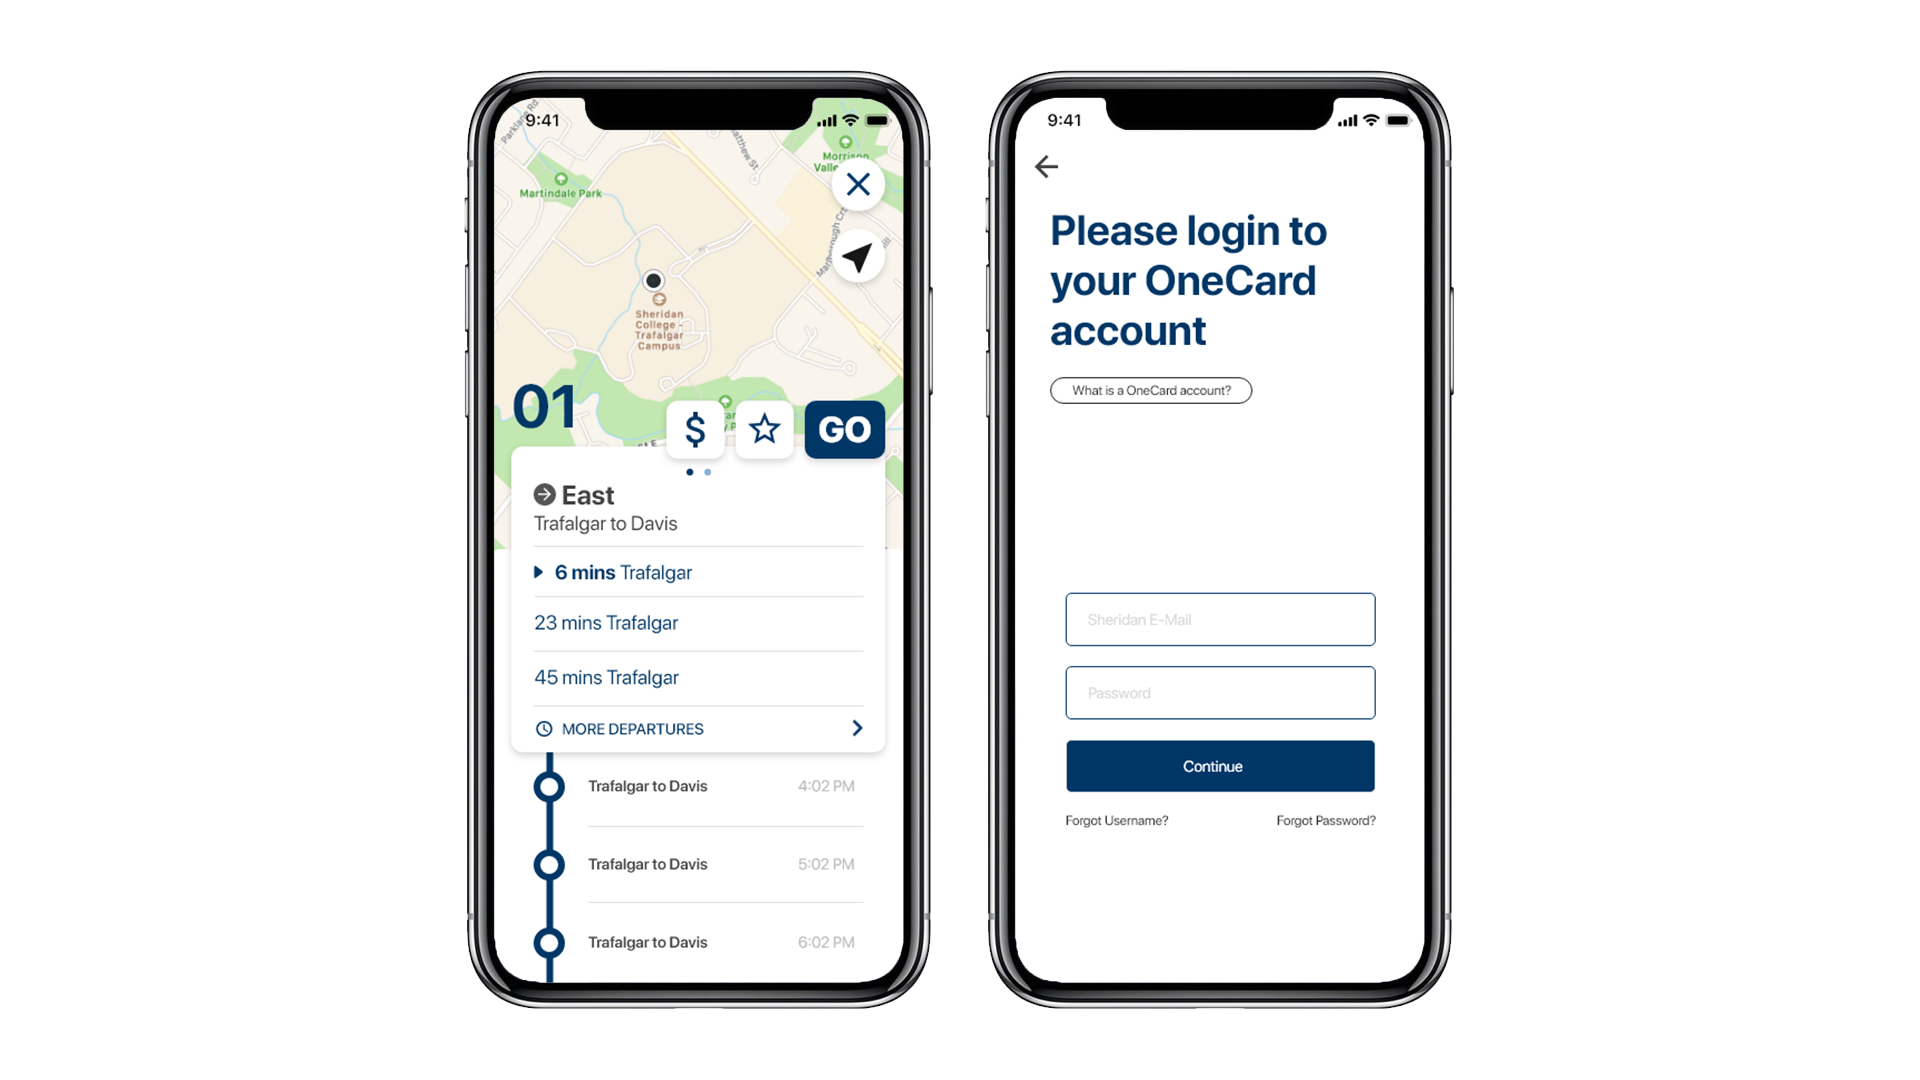 9:41
Parklane Rd
Martindale Park
Morrison
Valle
Sheridan
College -
Trafalgar
Campus
01
$
GO
East
Trafalgar to Davis
6 mins Trafalgar
23 mins Trafalgar
45 mins Trafalgar
MORE DEPARTURES
Trafalgar to Davis 4:02 PM
Trafalgar to Davis 5:02 PM
Trafalgar to Davis 6:02 PM
9:41
Please login to
your OneCard
account
What is a OneCard account?
Sheridan E-Mail
Password
Continue
Forgot Username? Forgot Password?